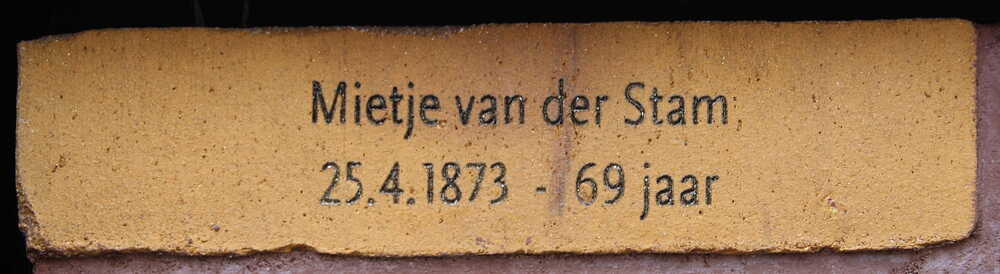 Mietje van der Stam
25.4.1873 - 69 jaar